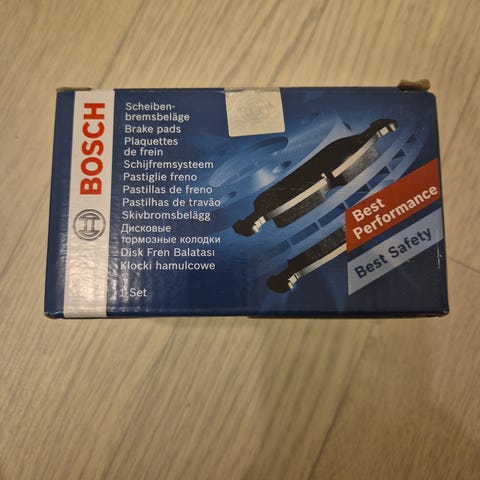 BOSCH
Scheiben-
bremsbeläge
Brake pads
Plaquettes
de frein
Schijfremsysteem
Pastiglie freno
Pastillas de freno
Pastilhas de travão
Skivbromsbelägg
Дисковые
тормозные колодки
Disk Fren Balatası
Klocki hamulcowe
1 Set
Best
Performance
Best Safety